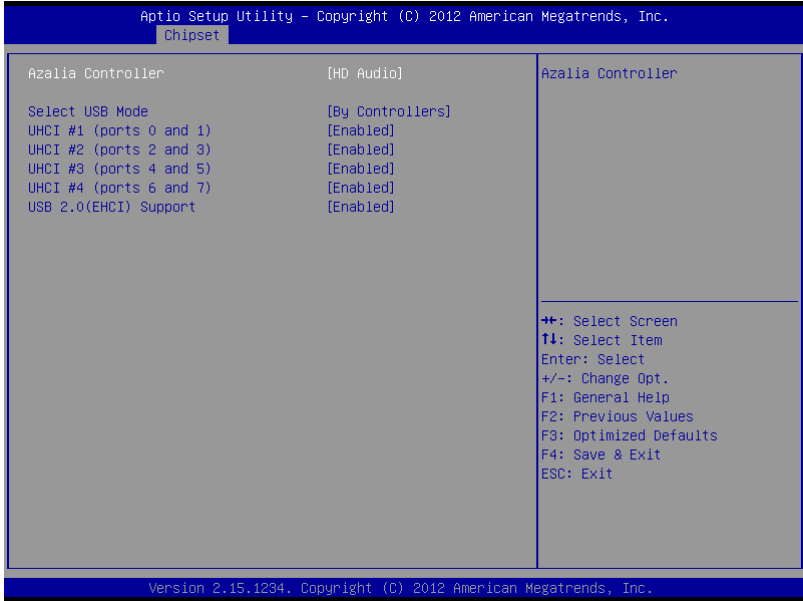 Aptio Setup Utility – Copyright (C) 2012 American Megatrends, Inc.
Chipset
Azalia Controller [HD Audio]
Select USB Mode [By Controllers]
UHCI #1 (ports 0 and 1) [Enabled]
UHCI #2 (ports 2 and 3) [Enabled]
UHCI #3 (ports 4 and 5) [Enabled]
UHCI #4 (ports 6 and 7) [Enabled]
USB 2.0(EHCI) Support [Enabled]
Azalia Controller
→←: Select Screen
↑↓: Select Item
Enter: Select
+/-: Change Opt.
F1: General Help
F2: Previous Values
F3: Optimized Defaults
F4: Save & Exit
ESC: Exit
Version 2.15.1234. Copyright (C) 2012 American Megatrends, Inc.